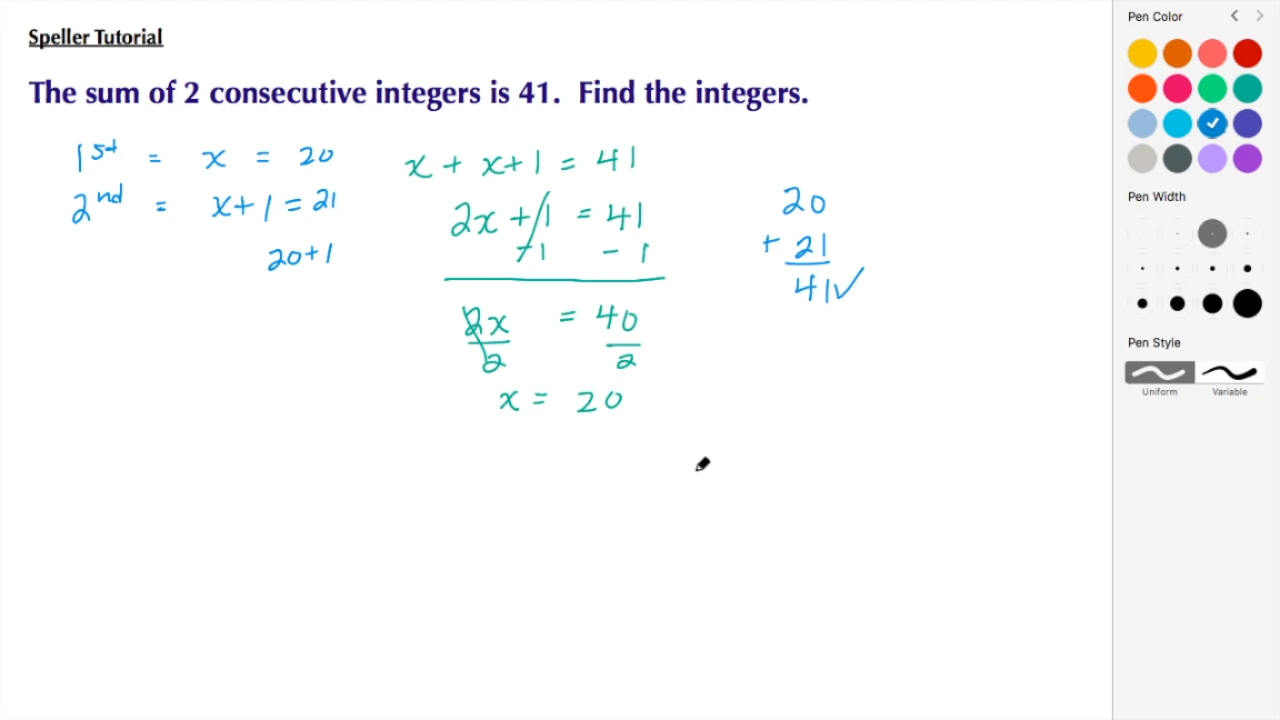 Speller Tutorial
The sum of 2 consecutive integers is 41. Find the integers.
1st = x = 20
2nd = x+1 = 21
20+1
x + x+1 = 41
2x + 1 = 41
-1 - 1
2x = 40
2 2
x = 20
20
+ 21
41✓
Pen Color
Pen Width
Pen Style
Uniform Variable